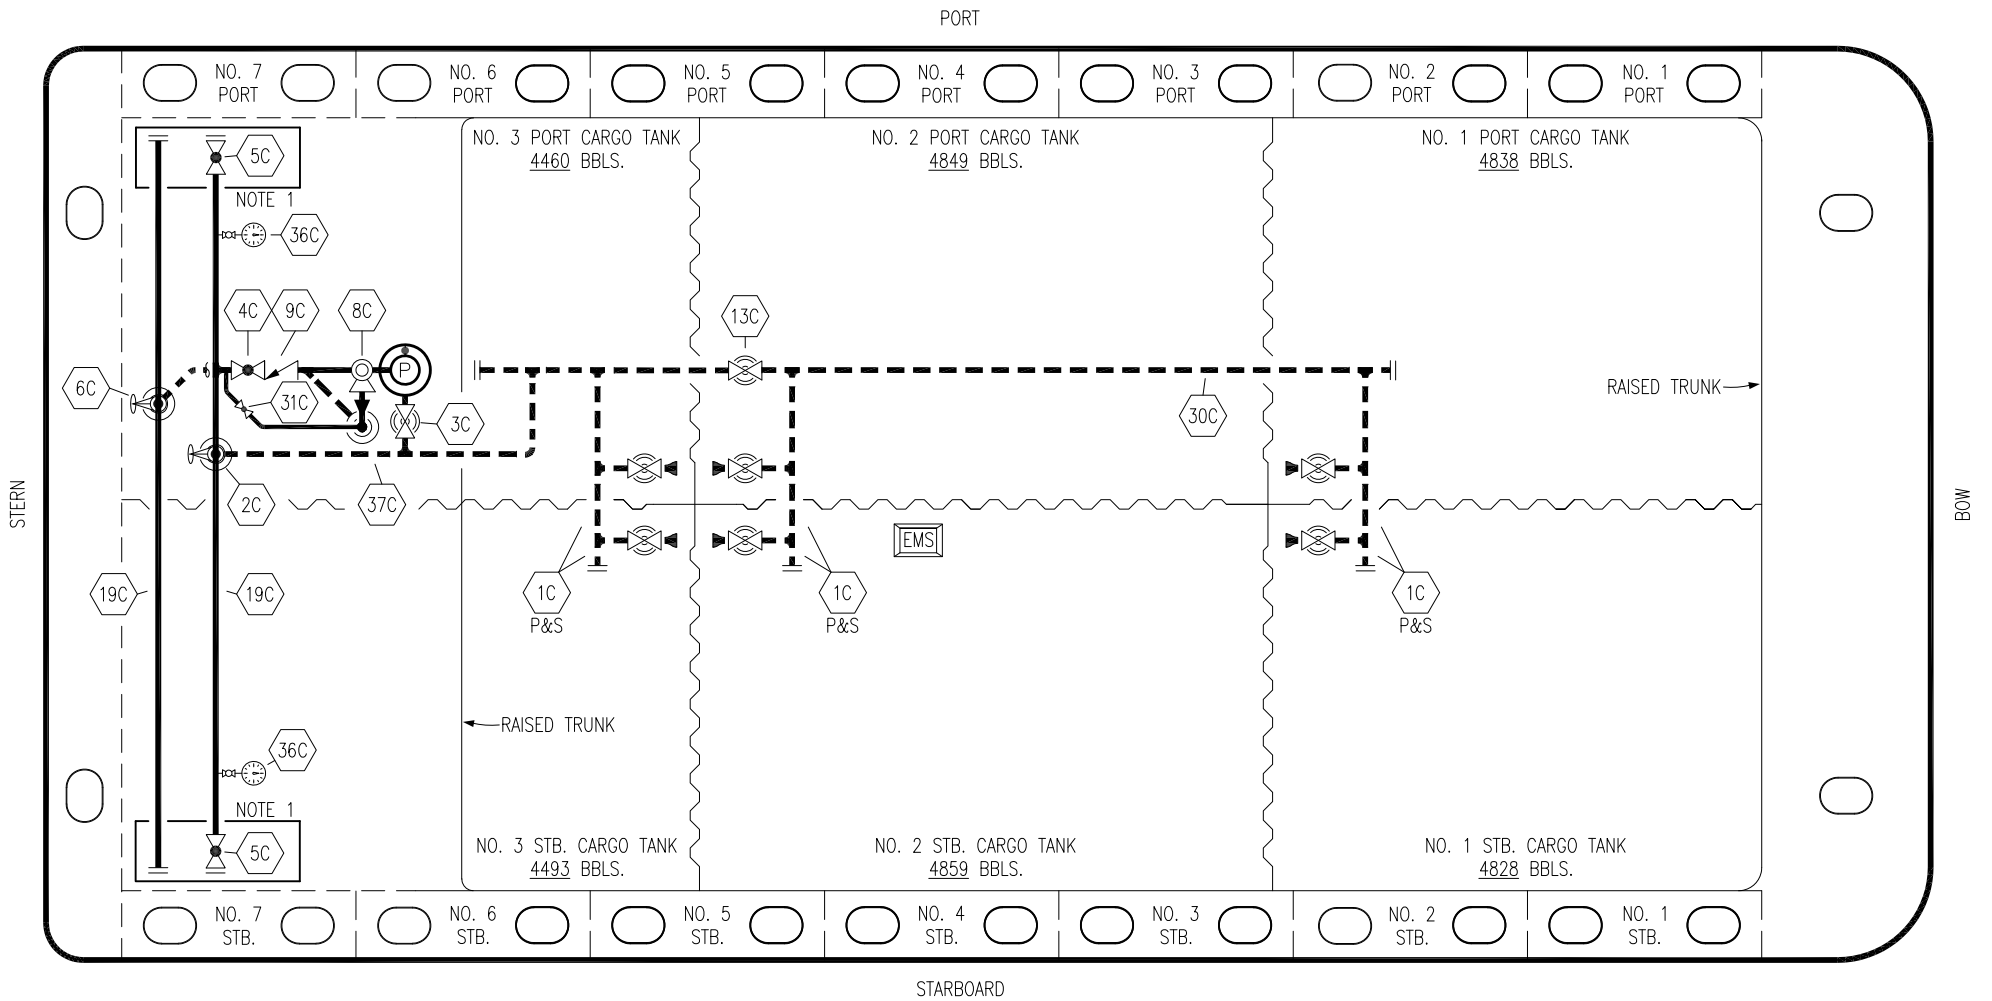 PORT
NO. 7
PORT
NO. 6
PORT
NO. 5
PORT
NO. 4
PORT
NO. 3
PORT
NO. 2
PORT
NO. 1
PORT
NO. 3 PORT CARGO TANK
4460 BBLS.
NO. 2 PORT CARGO TANK
4849 BBLS.
NO. 1 PORT CARGO TANK
4838 BBLS.
5C
NOTE 1
36C
4C
9C
8C
13C
6C
31C
3C
30C
RAISED TRUNK
2C
37C
STERN
BOW
EMS
19C
19C
1C
P&S
1C
P&S
1C
P&S
RAISED TRUNK
36C
NOTE 1
5C
NO. 3 STB. CARGO TANK
4493 BBLS.
NO. 2 STB. CARGO TANK
4859 BBLS.
NO. 1 STB. CARGO TANK
4828 BBLS.
P
NO. 7
STB.
NO. 6
STB.
NO. 5
STB.
NO. 4
STB.
NO. 3
STB.
NO. 2
STB.
NO. 1
STB.
STARBOARD